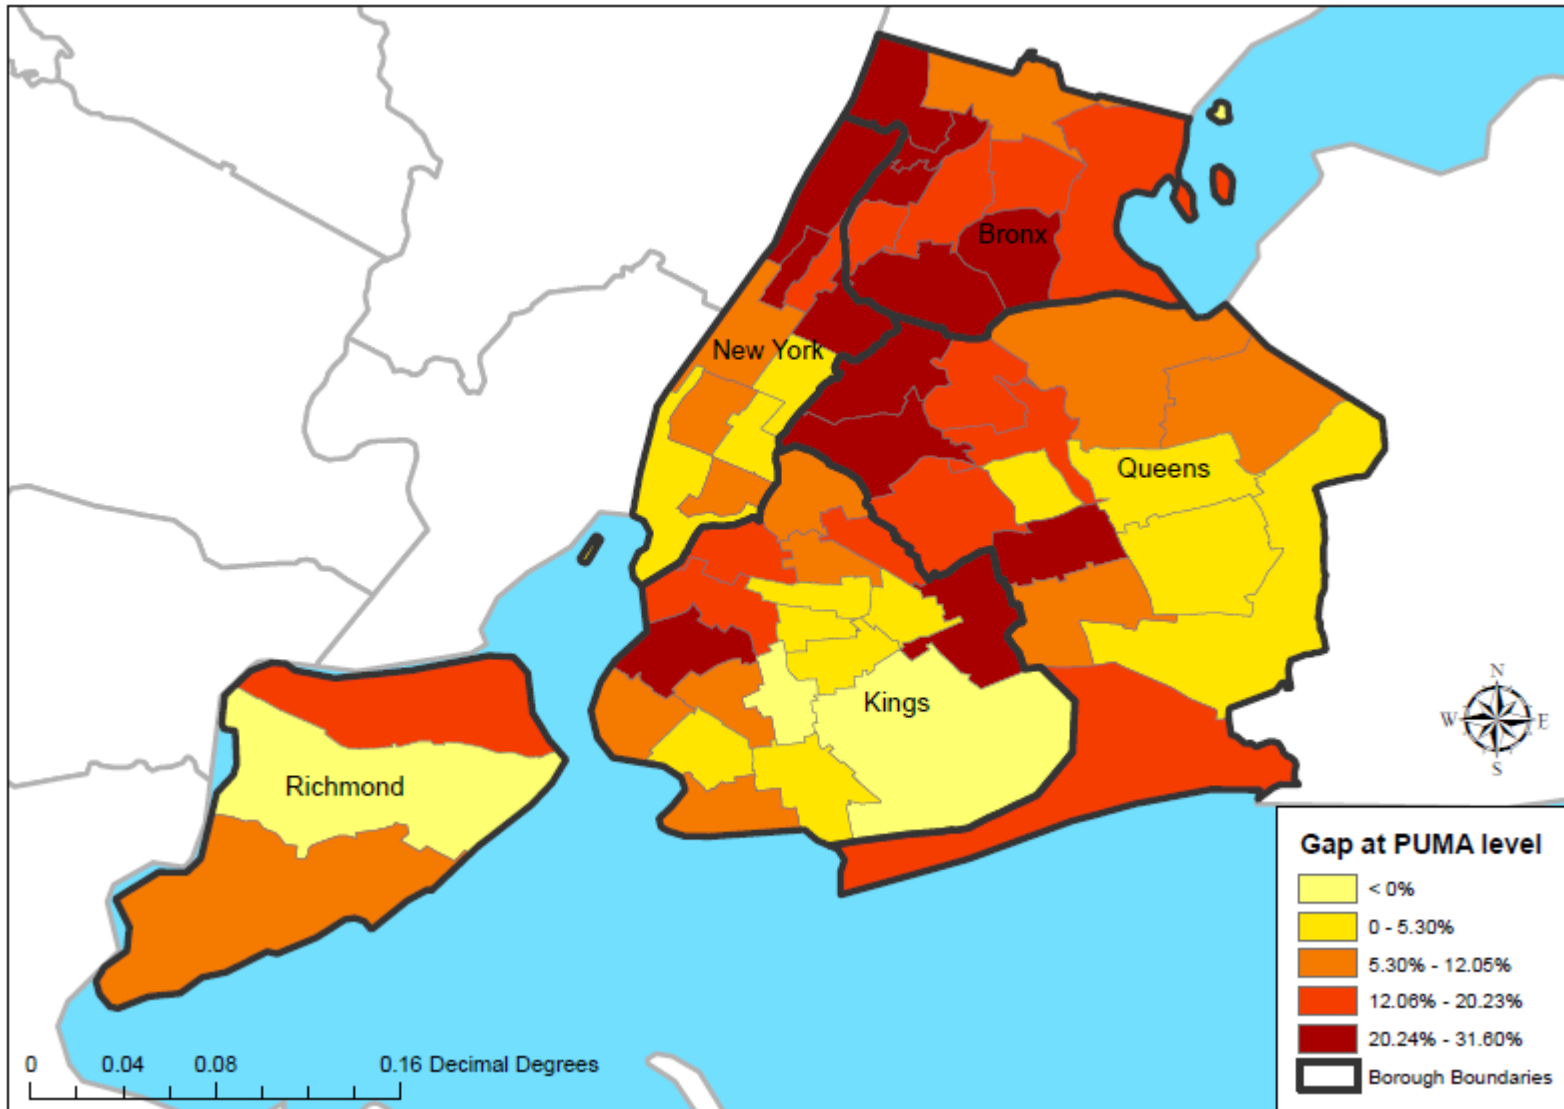 Bronx
New York
Queens
Kings
Richmond
N
W E
S
Gap at PUMA level
< 0%
0 - 5.30%
5.30% - 12.05%
12.06% - 20.23%
20.24% - 31.60%
Borough Boundaries
0 0.04 0.08 0.16 Decimal Degrees